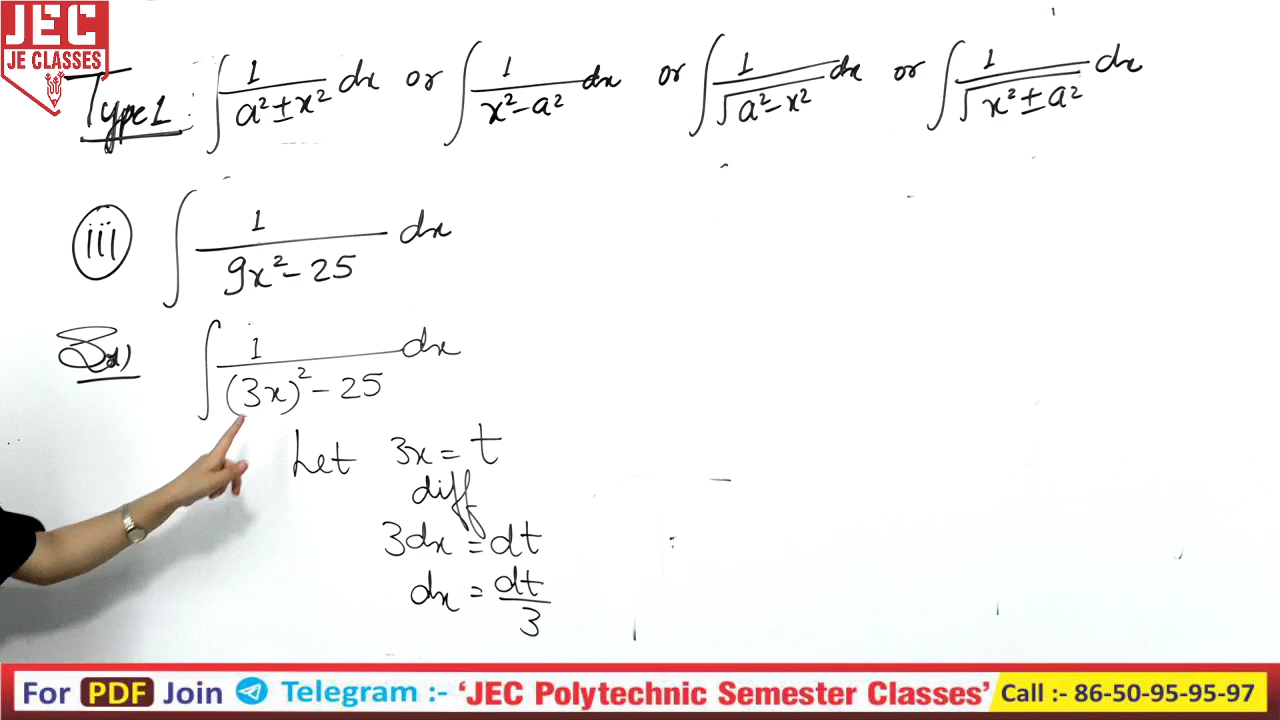 JEC
JE CLASSES
Type 1 : ∫ 1/(a² ± x²) dx or ∫ 1/(x² - a²) dx or ∫ 1/√(a² - x²) dx or ∫ 1/√(x² ± a²) dx
iii ∫ 1/(9x² - 25) dx
∫ 1/((3x)² - 25) dx
Let 3x = t
diff
3dx = dt
dx = dt/3
For PDF Join Telegram :- 'JEC Polytechnic Semester Classes' Call :- 86-50-95-95-97